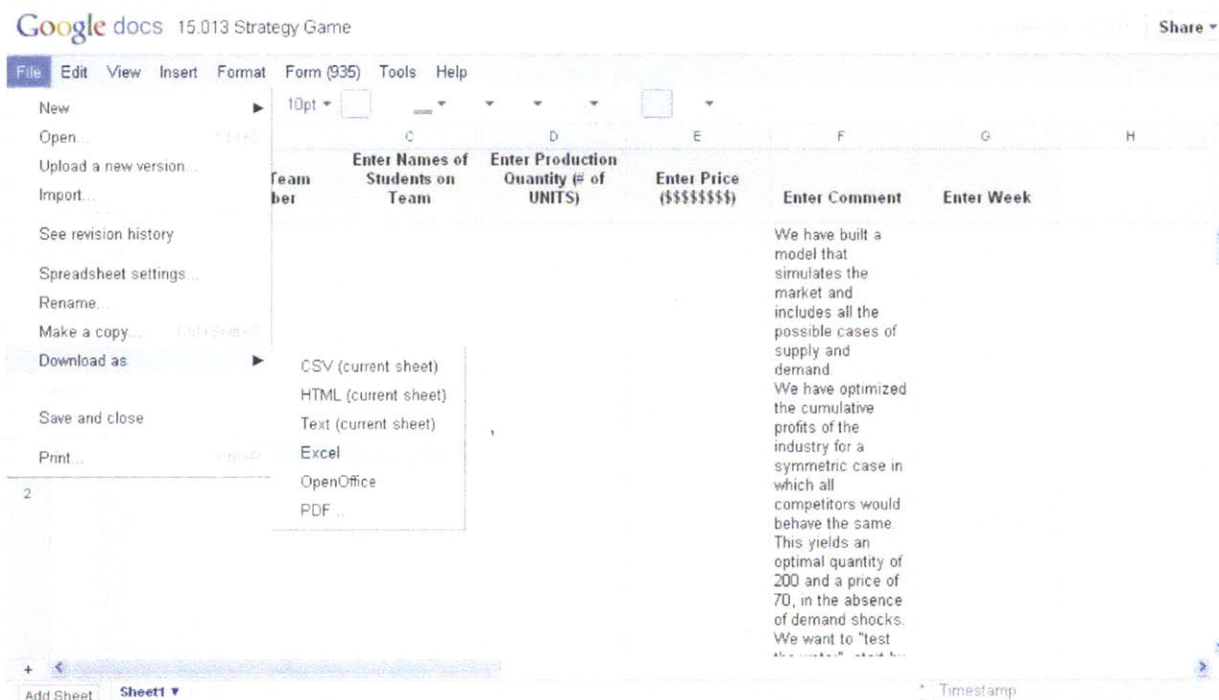 Google docs 15.013 Strategy Game
Share
File Edit View Insert Format Form (935) Tools Help
New
10pt
Open...
C D E F G H
Upload a new version...
Import...
Enter Names of
Students on
Team
Enter Production
Quantity (# of
UNITS)
Enter Price
($$$$$$$$)
Enter Comment
Enter Week
Team
ber
See revision history
Spreadsheet settings...
Rename...
Make a copy...
Download as
Save and close
Print...
CSV (current sheet)
HTML (current sheet)
Text (current sheet)
Excel
OpenOffice
PDF...
2
We have built a
model that
simulates the
market and
includes all the
possible cases of
supply and
demand.
We have optimized
the cumulative
profits of the
industry for a
symmetric case in
which all
competitors would
behave the same.
This yields an
optimal quantity of
200 and a price of
70, in the absence
of demand shocks.
We want to "test
+
Add Sheet Sheet1
Timestamp